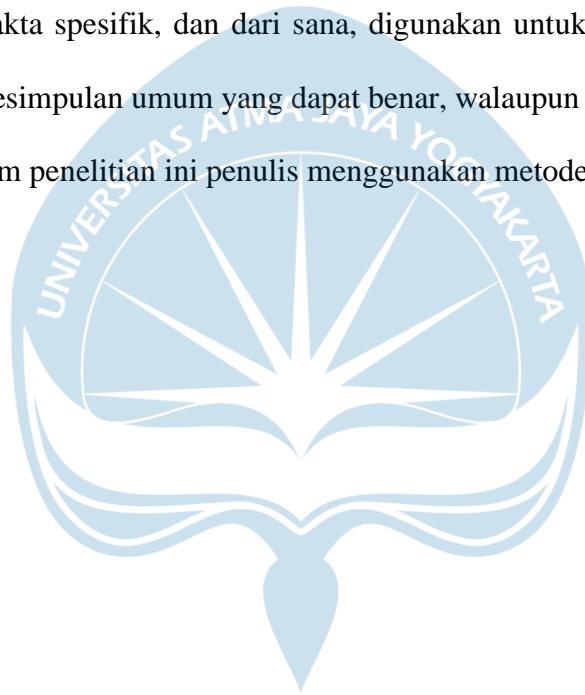 akta spesifik, dan dari sana, digunakan untuk
esimpulan umum yang dapat benar, walaupun
m penelitian ini penulis menggunakan metode
UNIVERSITAS ATMA JAYA YOGYAKARTA